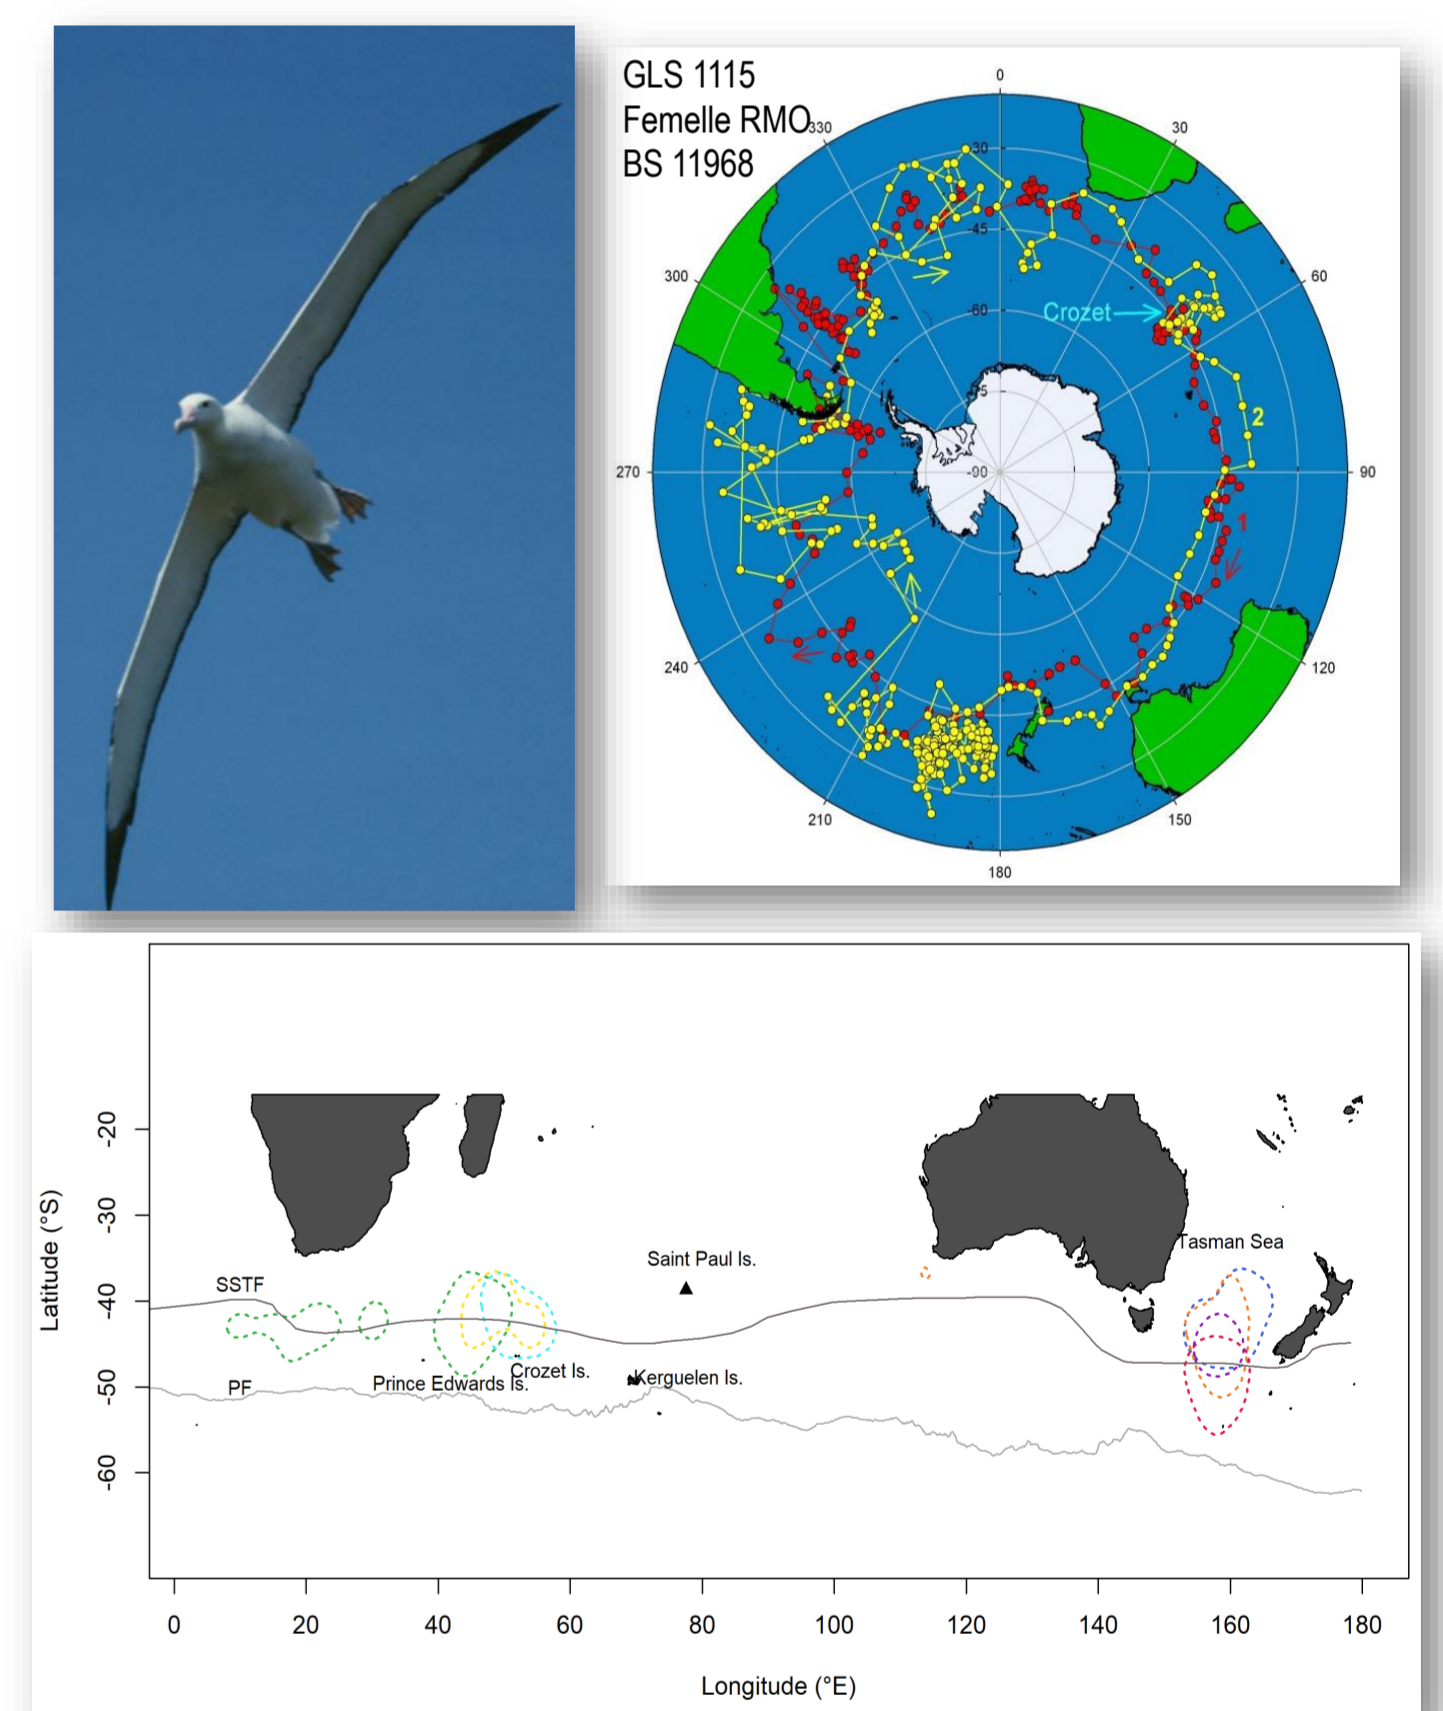 GLS 1115
Femelle RMO
BS 11968
0
30
60
90
120
150
180
210
240
270
300
330
-30
-45
-60
-75
-90
Crozet
2
1
Tasman Sea
Saint Paul Is.
SSTF
Crozet Is.
Kerguelen Is.
Prince Edwards Is.
PF
-20
-30
-40
-50
-60
Latitude (°S)
0 20 40 60 80 100 120 140 160 180
Longitude (°E)